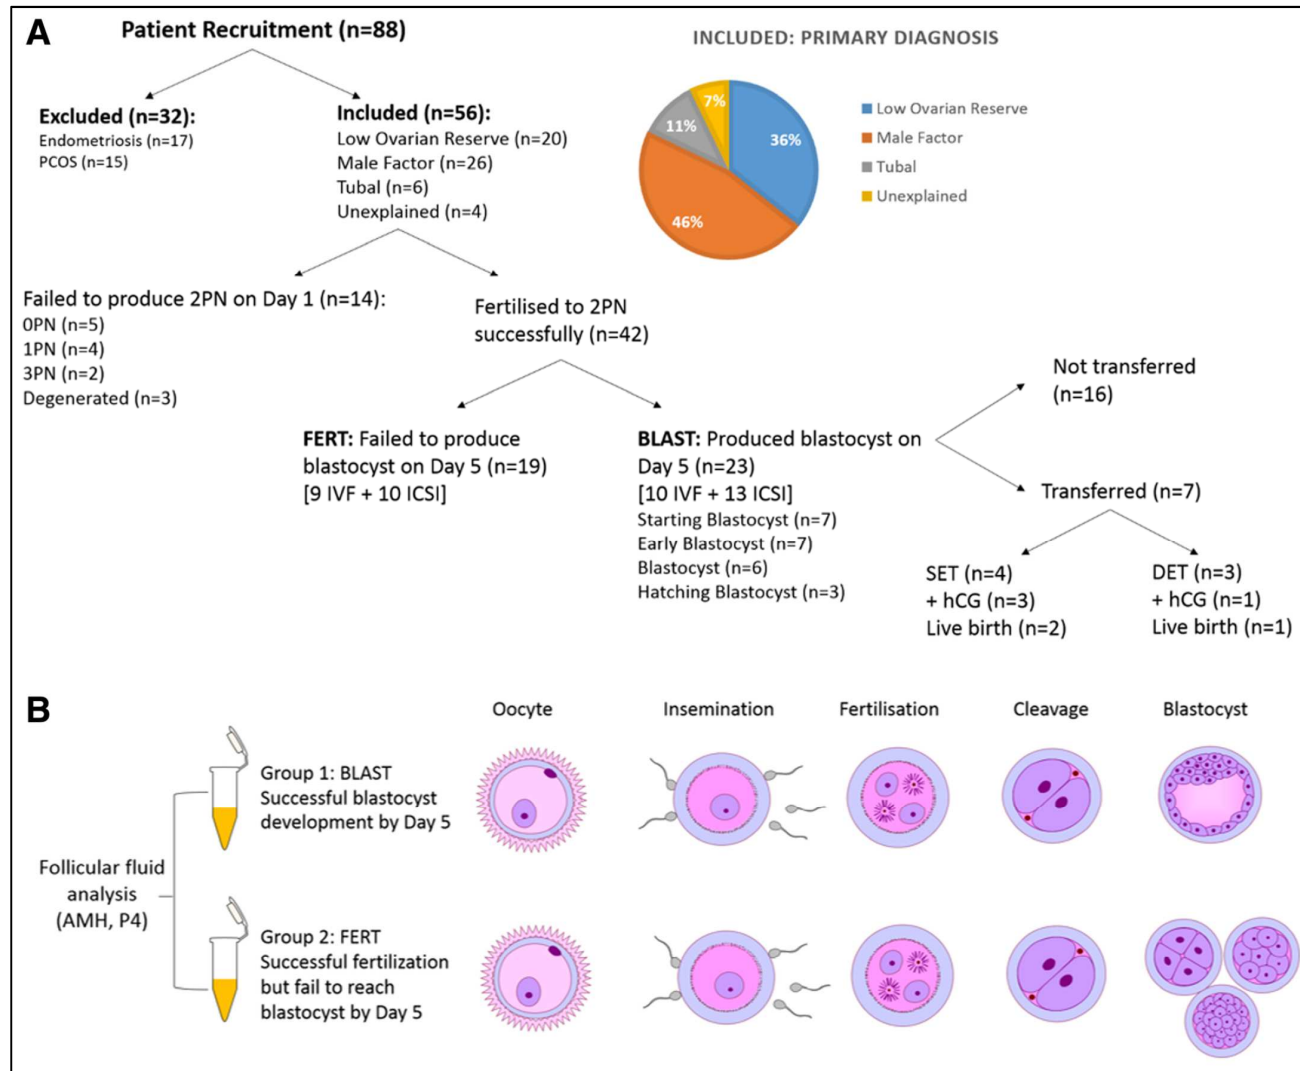 A
Patient Recruitment (n=88)
Excluded (n=32):
Endometriosis (n=17)
PCOS (n=15)
Included (n=56):
Low Ovarian Reserve (n=20)
Male Factor (n=26)
Tubal (n=6)
Unexplained (n=4)
INCLUDED: PRIMARY DIAGNOSIS
7%
11%
36%
46%
Low Ovarian Reserve
Male Factor
Tubal
Unexplained
Failed to produce 2PN on Day 1 (n=14):
0PN (n=5)
1PN (n=4)
3PN (n=2)
Degenerated (n=3)
Fertilised to 2PN
successfully (n=42)
FERT: Failed to produce
blastocyst on Day 5 (n=19)
[9 IVF + 10 ICSI]
BLAST: Produced blastocyst on
Day 5 (n=23)
[10 IVF + 13 ICSI]
Starting Blastocyst (n=7)
Early Blastocyst (n=7)
Blastocyst (n=6)
Hatching Blastocyst (n=3)
Not transferred
(n=16)
Transferred (n=7)
SET (n=4)
+ hCG (n=3)
Live birth (n=2)
DET (n=3)
+ hCG (n=1)
Live birth (n=1)
B
Oocyte
Insemination
Fertilisation
Cleavage
Blastocyst
Follicular fluid
analysis
(AMH, P4)
Group 1: BLAST
Successful blastocyst
development by Day 5
Group 2: FERT
Successful fertilization
but fail to reach
blastocyst by Day 5